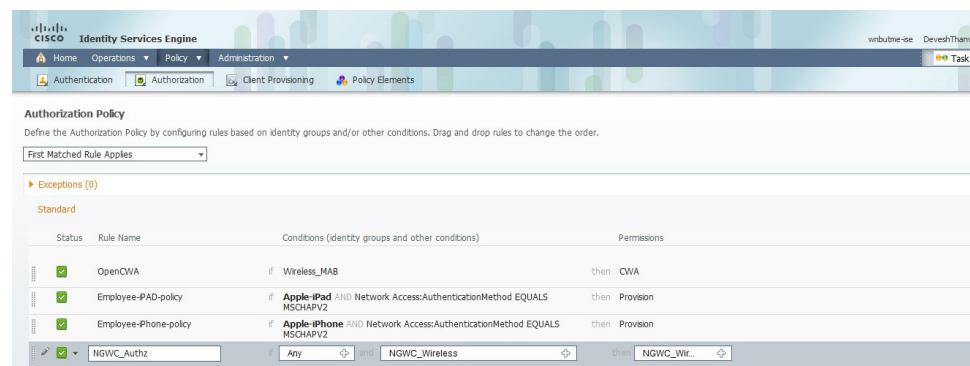 CISCO Identity Services Engine
wnbutme-ise DeveshThanv
Home Operations Policy Administration
Task
Authentication Authorization Client Provisioning Policy Elements
Authorization Policy
Define the Authorization Policy by configuring rules based on identity groups and/or other conditions. Drag and drop rules to change the order.
First Matched Rule Applies
Exceptions (0)
Standard
Status Rule Name Conditions (identity groups and other conditions) Permissions
OpenCWA if Wireless_MAB then CWA
Employee-iPAD-policy if Apple-iPad AND Network Access:AuthenticationMethod EQUALS then Provision
MSCHAPV2
Employee-iPhone-policy if Apple-iPhone AND Network Access:AuthenticationMethod EQUALS then Provision
MSCHAPV2
NGWC_Authz if Any and NGWC_Wireless then NGWC_Wir...